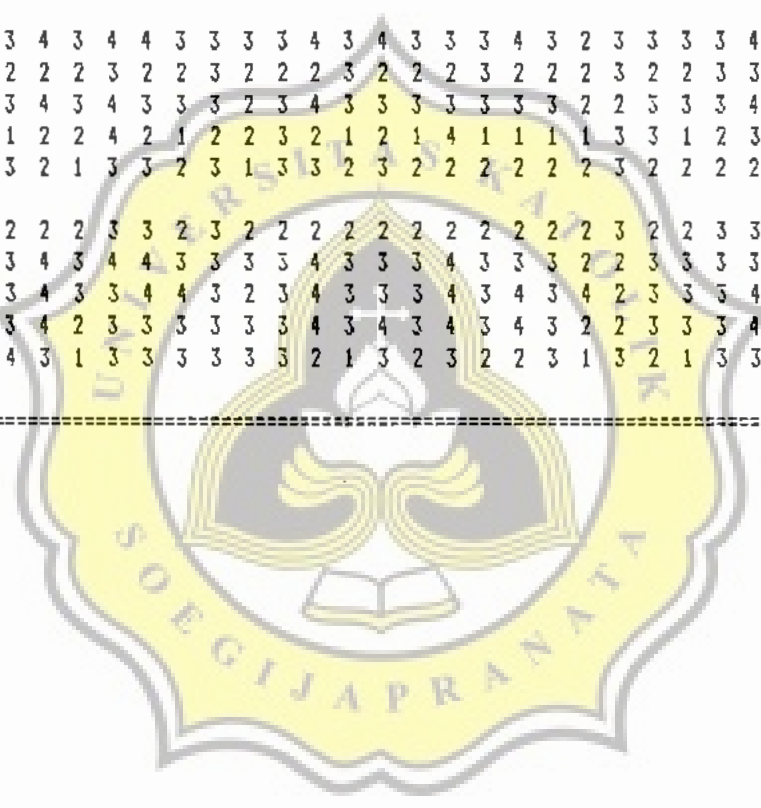 3 4 3 4 4 3 3 3 3 4 3 4 3 3 3 4 3 2 3 3 3 3 4
2 2 2 3 2 2 3 2 2 2 3 2 2 2 3 2 2 2 3 2 2 3 3
3 4 3 4 3 3 3 2 3 4 3 3 3 3 3 3 3 2 2 3 3 3 4
1 2 2 4 2 1 2 2 3 2 1 2 1 4 1 1 1 1 3 3 1 2 3
3 2 1 3 3 2 3 1 3 3 2 3 2 2 2 2 2 2 3 2 2 2 2
2 2 2 3 3 2 3 2 2 2 2 2 2 2 2 2 2 3 2 2 3 3
3 4 3 4 4 3 3 3 3 4 3 3 3 4 3 3 3 2 2 3 3 3 3
3 4 3 3 4 4 3 2 3 4 3 3 3 4 3 4 3 4 2 3 3 3 4
3 4 2 3 3 3 3 3 3 4 3 4 3 4 3 4 3 2 2 3 3 3 4
4 3 1 3 3 3 3 3 3 2 1 3 2 3 2 2 3 1 3 2 1 3 3
UNIVERSITAS KATOLIK
SOEGIJAPRANATA